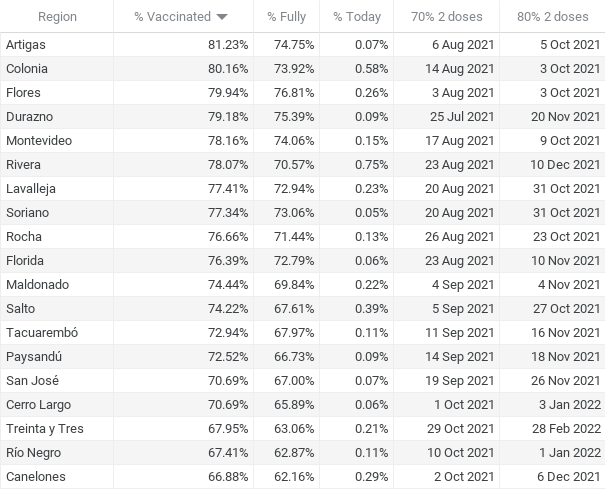 Region % Vaccinated % Fully % Today 70% 2 doses 80% 2 doses
Artigas 81.23% 74.75% 0.07% 6 Aug 2021 5 Oct 2021
Colonia 80.16% 73.92% 0.58% 14 Aug 2021 3 Oct 2021
Flores 79.94% 76.81% 0.26% 3 Aug 2021 3 Oct 2021
Durazno 79.18% 75.39% 0.09% 25 Jul 2021 20 Nov 2021
Montevideo 78.16% 74.06% 0.15% 17 Aug 2021 9 Oct 2021
Rivera 78.07% 70.57% 0.75% 23 Aug 2021 10 Dec 2021
Lavalleja 77.41% 72.94% 0.23% 20 Aug 2021 31 Oct 2021
Soriano 77.34% 73.06% 0.05% 20 Aug 2021 31 Oct 2021
Rocha 76.66% 71.44% 0.13% 26 Aug 2021 23 Oct 2021
Florida 76.39% 72.79% 0.06% 23 Aug 2021 10 Nov 2021
Maldonado 74.44% 69.84% 0.22% 4 Sep 2021 4 Nov 2021
Salto 74.22% 67.61% 0.39% 5 Sep 2021 27 Oct 2021
Tacuarembó 72.94% 67.97% 0.11% 11 Sep 2021 16 Nov 2021
Paysandú 72.52% 66.73% 0.09% 14 Sep 2021 18 Nov 2021
San José 70.69% 67.00% 0.07% 19 Sep 2021 26 Nov 2021
Cerro Largo 70.69% 65.89% 0.06% 1 Oct 2021 3 Jan 2022
Treinta y Tres 67.95% 63.06% 0.21% 29 Oct 2021 28 Feb 2022
Río Negro 67.41% 62.87% 0.11% 10 Oct 2021 1 Jan 2022
Canelones 66.88% 62.16% 0.29% 2 Oct 2021 6 Dec 2021